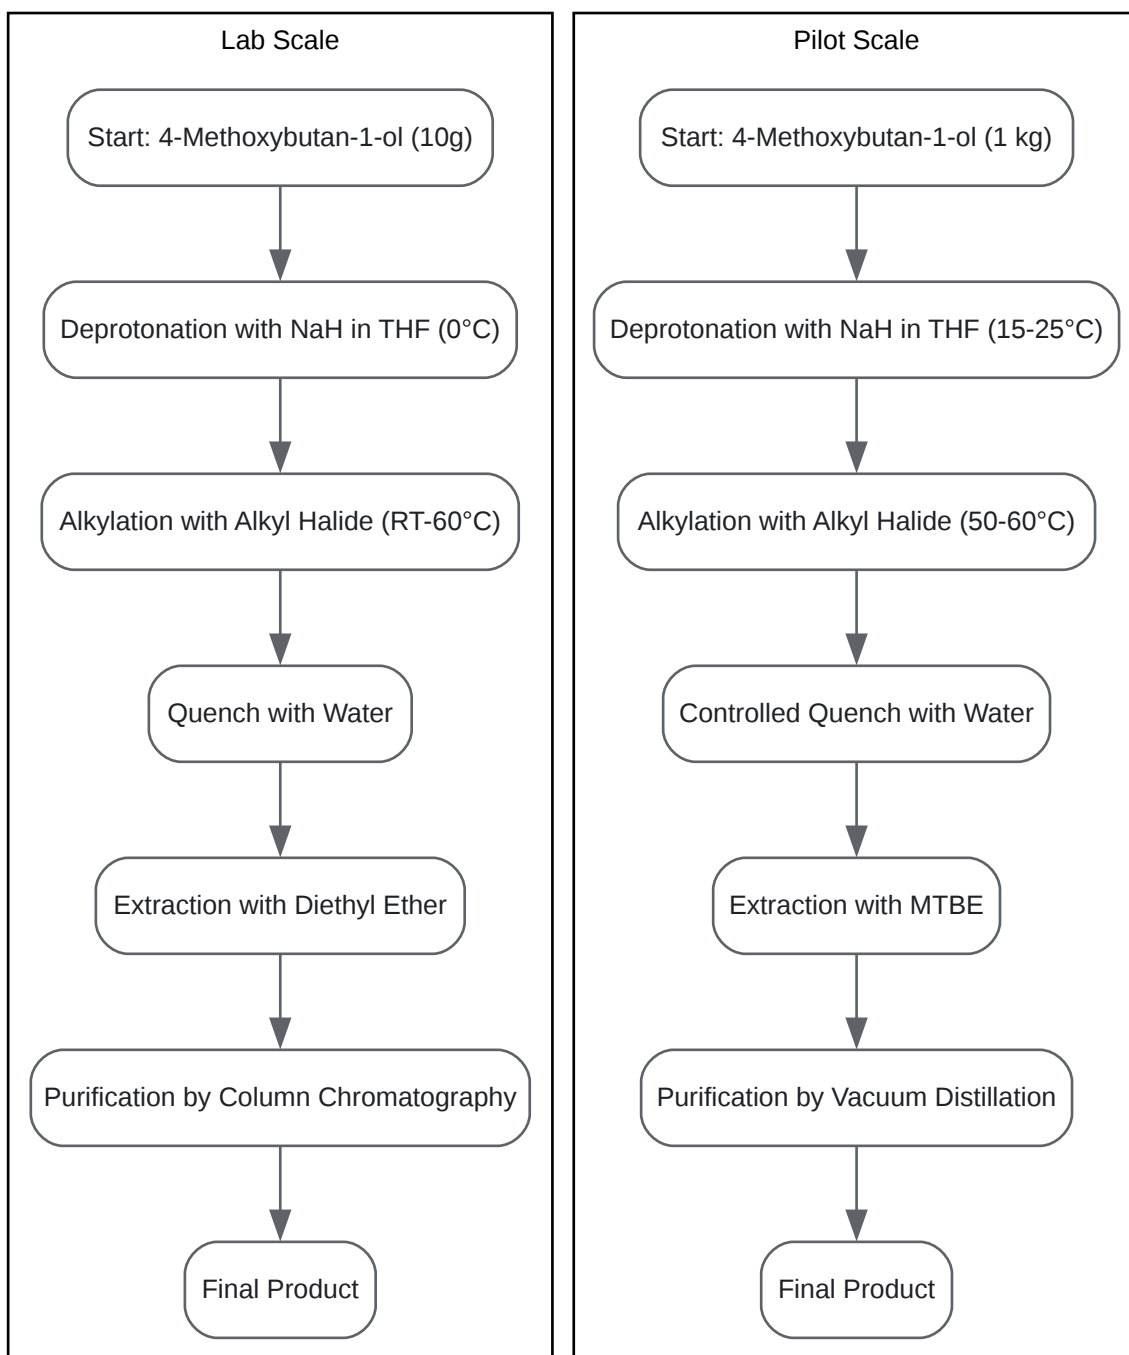 Lab Scale
Start: 4-Methoxybutan-1-ol (10g)
Deprotonation with NaH in THF (0°C)
Alkylation with Alkyl Halide (RT-60°C)
Quench with Water
Extraction with Diethyl Ether
Purification by Column Chromatography
Final Product
Pilot Scale
Start: 4-Methoxybutan-1-ol (1 kg)
Deprotonation with NaH in THF (15-25°C)
Alkylation with Alkyl Halide (50-60°C)
Controlled Quench with Water
Extraction with MTBE
Purification by Vacuum Distillation
Final Product